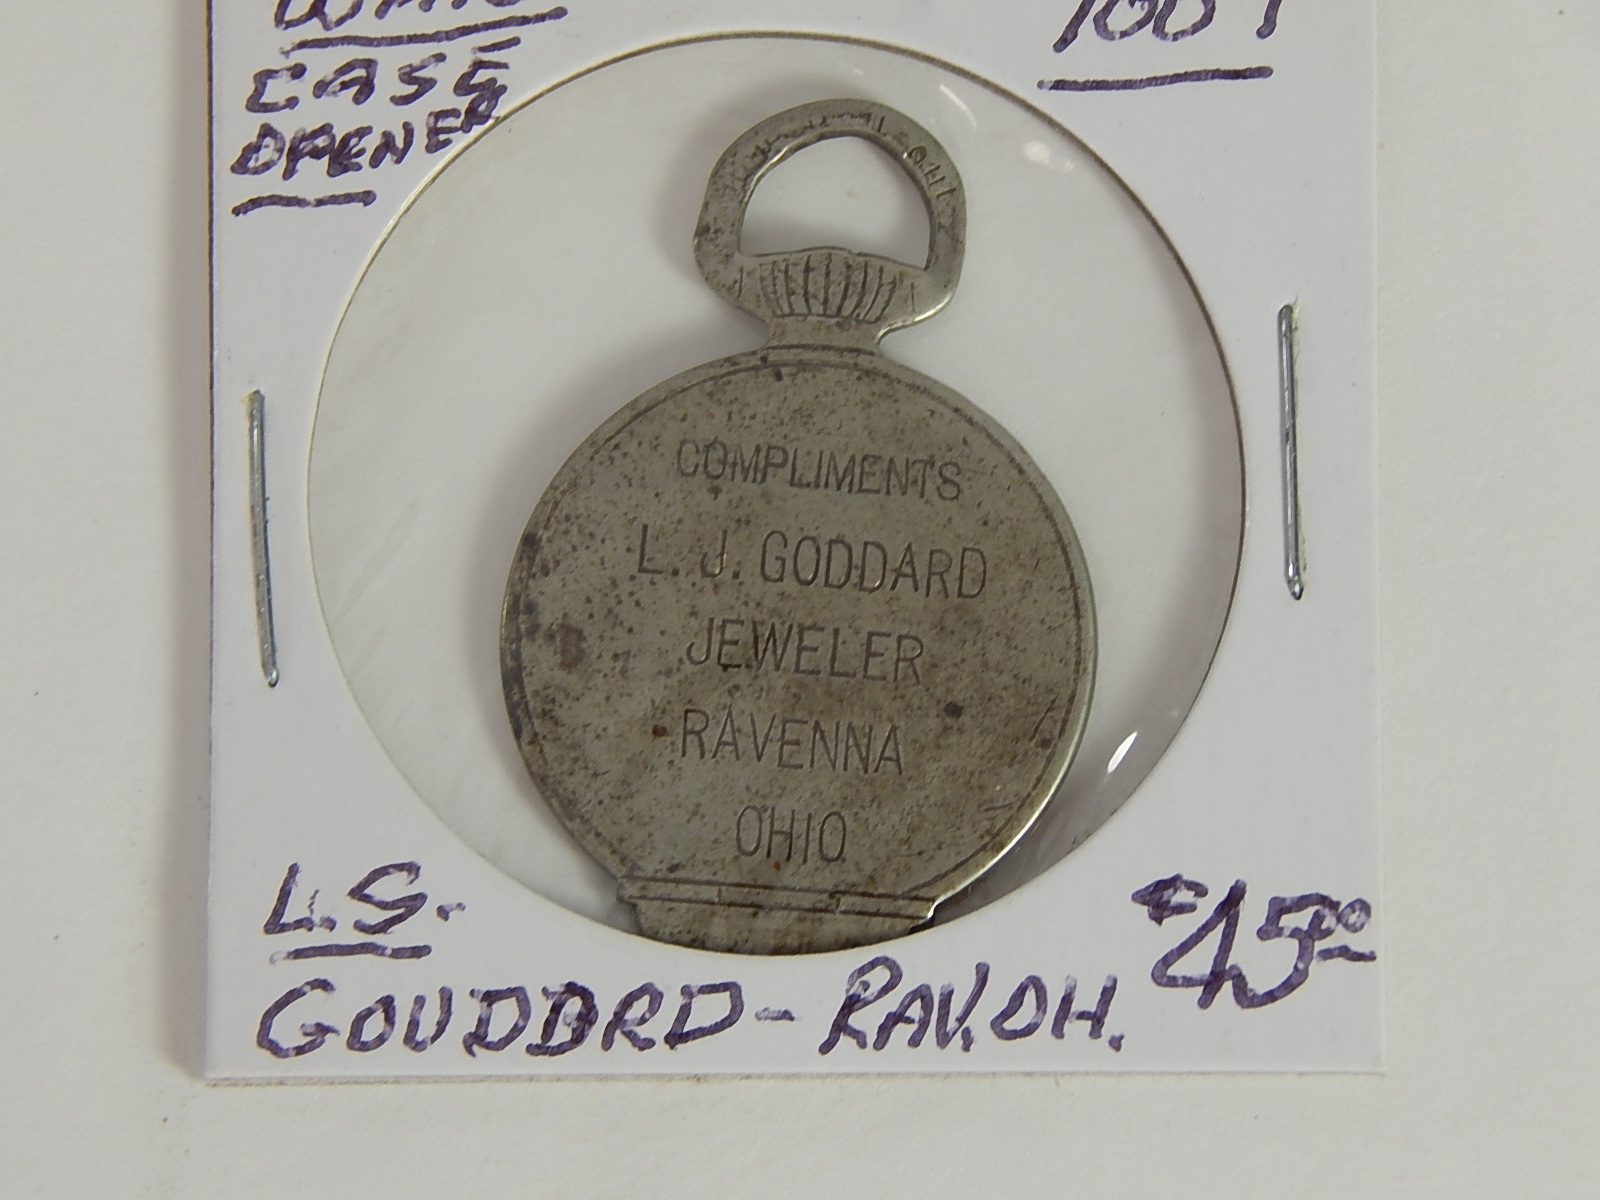 CASE
OPENER
COMPLIMENTS
L. J. GODDARD
JEWELER
RAVENNA
OHIO
L.S.
GOUDDRD - RAV. OH.